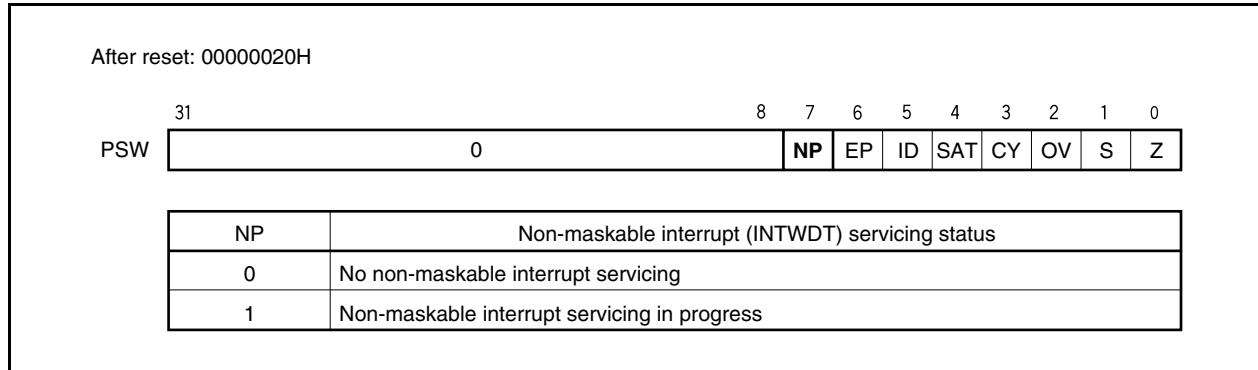 After reset: 00000020H
31 8 7 6 5 4 3 2 1 0
PSW 0 NP EP ID SAT CY OV S Z
NP Non-maskable interrupt (INTWDT) servicing status
0 No non-maskable interrupt servicing
1 Non-maskable interrupt servicing in progress